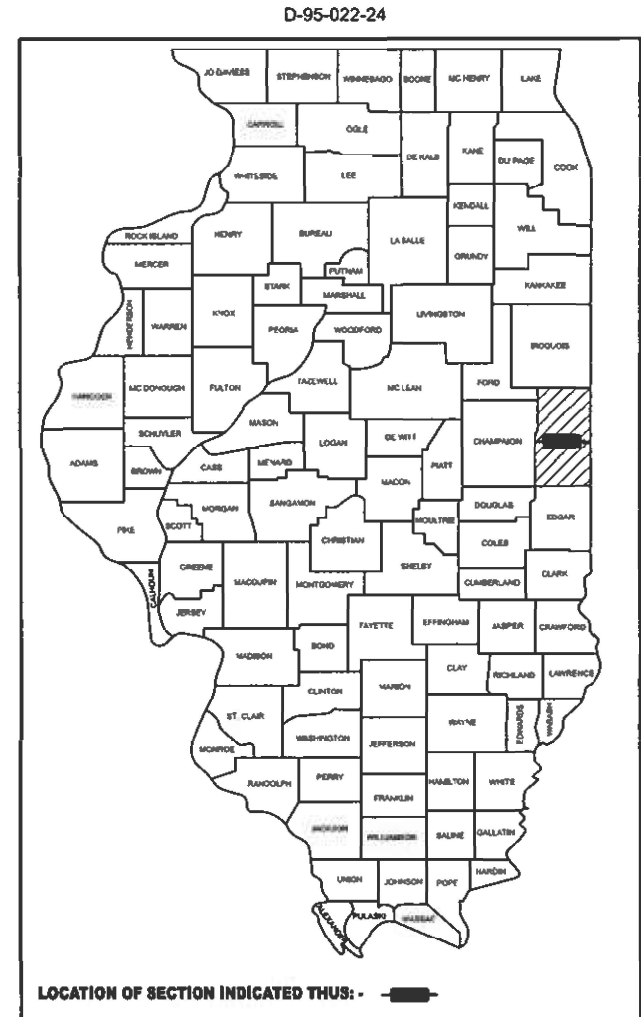 D-95-022-24
JO DAVIESS STEPHENSON WINNEBAGO BOONE MC HENRY LAKE
CARROLL OGLE DE KALB KANE DU PAGE COOK
WHITESIDE LEE
KENDALL WILL
ROCK ISLAND HENRY BUREAU LA SALLE
MERCER PUTNAM GRUNDY
STARK MARSHALL KANKAKEE
HENDERSON WARREN KNOX PEORIA WOODFORD LIVINGSTON IROQUOIS
HANCOCK MC DONOUGH FULTON TAZEWELL MC LEAN FORD
MASON
SCHUYLER LOGAN DE WITT CHAMPAIGN
ADAMS BROWN CASS MENARD MACON PIATT
MORGAN SANGAMON DOUGLAS EDGAR
PIKE SCOTT CHRISTIAN MOULTRIE COLES
GREENE MACOUPIN MONTGOMERY SHELBY CUMBERLAND CLARK
CALHOUN JERSEY
FAYETTE EFFINGHAM JASPER CRAWFORD
MADISON BOND
CLAY RICHLAND LAWRENCE
CLINTON MARION
ST. CLAIR WAYNE EDWARDS WABASH
WASHINGTON JEFFERSON
MONROE
RANDOLPH PERRY HAMILTON WHITE
FRANKLIN
JACKSON WILLIAMSON SALINE GALLATIN
UNION JOHNSON POPE HARDIN
ALEXANDER PULASKI MASSAC
LOCATION OF SECTION INDICATED THUS: -